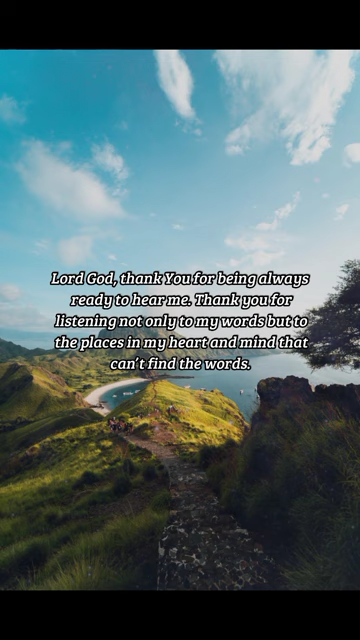 Lord God, thank You for being always
ready to hear me. Thank you for
listening not only to my words but to
the places in my heart and mind that
can't find the words.